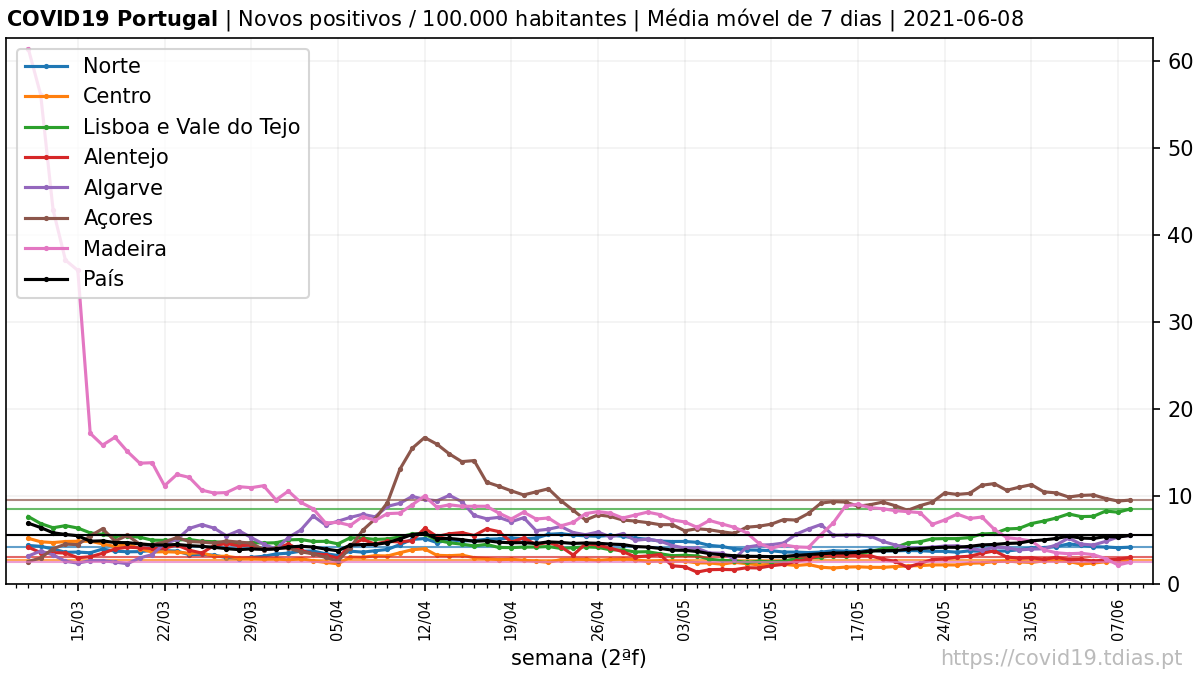 COVID19 Portugal | Novos positivos / 100.000 habitantes | Média móvel de 7 dias | 2021-06-08
Norte
Centro
Lisboa e Vale do Tejo
Alentejo
Algarve
Açores
Madeira
País
60
50
40
30
20
10
0
15/03
22/03
29/03
05/04
12/04
19/04
26/04
03/05
10/05
17/05
24/05
31/05
07/06
semana (2ªf)
https://covid19.tdias.pt